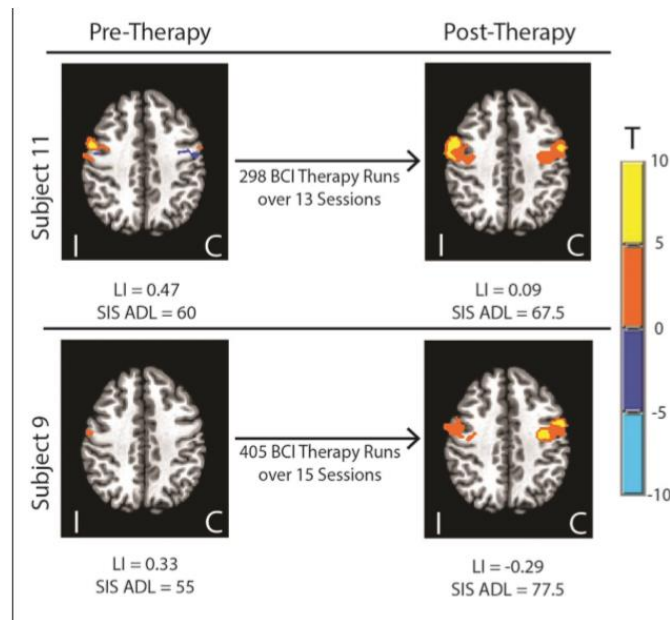 Pre-Therapy
Post-Therapy
Subject 11
I
C
298 BCI Therapy Runs
over 13 Sessions
I
C
LI = 0.47
SIS ADL = 60
LI = 0.09
SIS ADL = 67.5
Subject 9
I
C
405 BCI Therapy Runs
over 15 Sessions
I
C
LI = 0.33
SIS ADL = 55
LI = -0.29
SIS ADL = 77.5
T
10
5
0
-5
-10